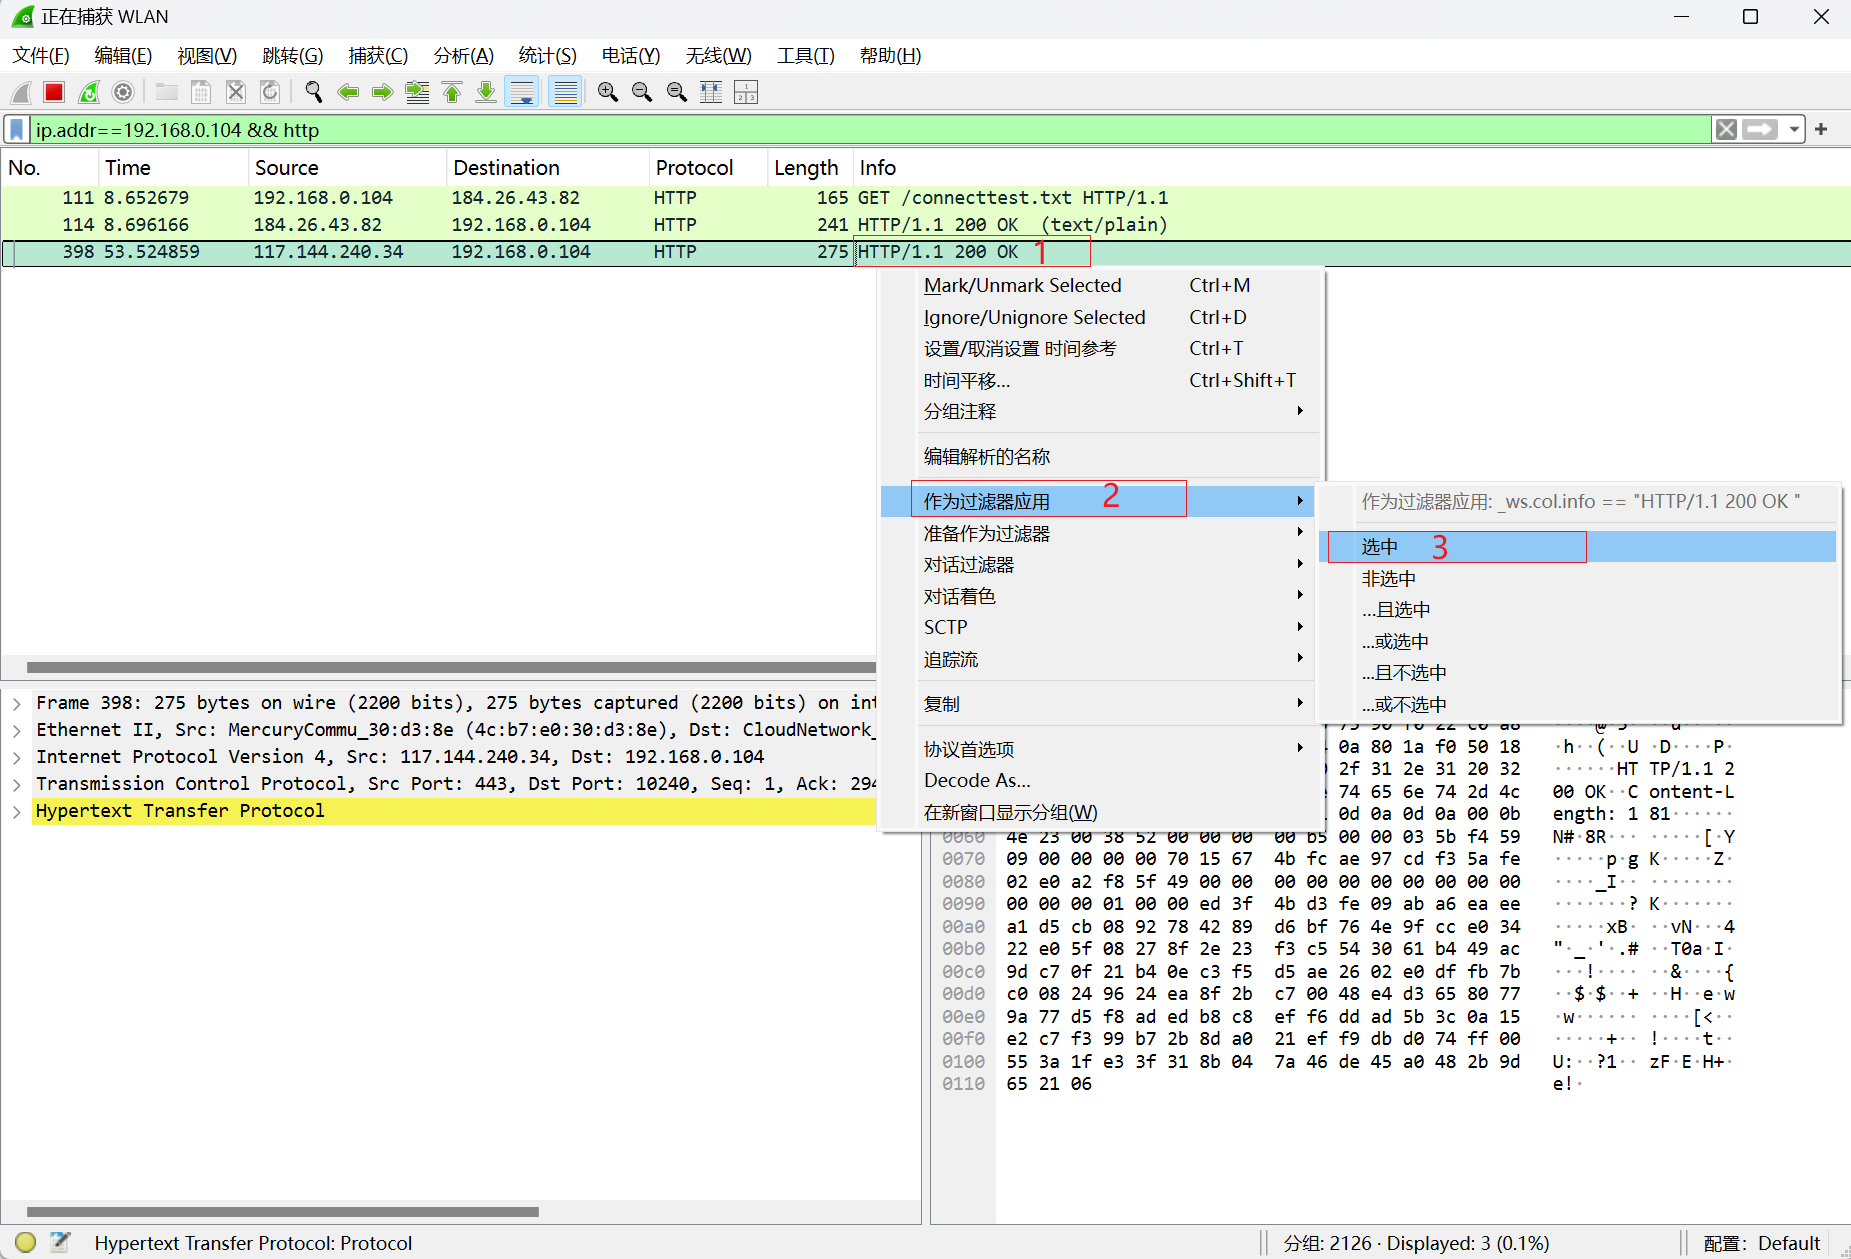 正在捕获 WLAN
文件(F) 编辑(E) 视图(V) 跳转(G) 捕获(C) 分析(A) 统计(S) 电话(Y) 无线(W) 工具(T) 帮助(H)
ip.addr==192.168.0.104 && http
No. Time Source Destination Protocol Length Info
111 8.652679 192.168.0.104 184.26.43.82 HTTP 165 GET /connecttest.txt HTTP/1.1
114 8.696166 184.26.43.82 192.168.0.104 HTTP 241 HTTP/1.1 200 OK (text/plain)
398 53.524859 117.144.240.34 192.168.0.104 HTTP 275 HTTP/1.1 200 OK 1
Mark/Unmark Selected Ctrl+M
Ignore/Unignore Selected Ctrl+D
设置/取消设置 时间参考 Ctrl+T
时间平移... Ctrl+Shift+T
分组注释
编辑解析的名称
作为过滤器应用 2
准备作为过滤器
对话过滤器
对话着色
SCTP
追踪流
复制
协议首选项
Decode As...
在新窗口显示分组(W)
作为过滤器应用: _ws.col.info == "HTTP/1.1 200 OK "
选中 3
非选中
...且选中
...或选中
...且不选中
...或不选中
Frame 398: 275 bytes on wire (2200 bits), 275 bytes captured (2200 bits) on int
Ethernet II, Src: MercuryCommu_30:d3:8e (4c:b7:e0:30:d3:8e), Dst: CloudNetwork_
Internet Protocol Version 4, Src: 117.144.240.34, Dst: 192.168.0.104
Transmission Control Protocol, Src Port: 443, Dst Port: 10240, Seq: 1, Ack: 294
Hypertext Transfer Protocol
0a 80 1a f0 50 18 ·h··(··U ·D····P·
2f 31 2e 31 20 32 ······HT TP/1.1 2
74 65 6e 74 2d 4c 00 OK··C ontent-L
0d 0a 0d 0a 00 0b ength: 1 81······
0060 4e 23 00 38 52 00 00 00 00 b5 00 00 03 5b f4 59 N#·8R··· ·····[·Y
0070 09 00 00 00 00 70 15 67 4b fc ae 97 cd f3 5a fe ·····p·g K·····Z·
0080 02 e0 a2 f8 5f 49 00 00 00 00 00 00 00 00 00 00 ····_I·· ········
0090 00 00 00 01 00 00 ed 3f 4b d3 fe 09 ab a6 ea ee ·······? K·······
00a0 a1 d5 cb 08 92 78 42 89 d6 bf 76 4e 9f cc e0 34 ·····xB· ··vN···4
00b0 22 e0 5f 08 27 8f 2e 23 f3 c5 54 30 61 b4 49 ac "·_·'·.# ··T0a·I·
00c0 9d c7 0f 21 b4 0e c3 f5 d5 ae 26 02 e0 df fb 7b ···!···· ··&····{
00d0 c0 08 24 96 24 ea 8f 2b c7 00 48 e4 d3 65 80 77 ··$·$··+ ··H··e·w
00e0 9a 77 d5 f8 ad ed b8 c8 ef f6 dd ad 5b 3c 0a 15 ·w······ ····[<··
00f0 e2 c7 f3 99 b7 2b 8d a0 21 ef f9 db d0 74 ff 00 ·····+·· !····t··
0100 55 3a 1f e3 3f 31 8b 04 7a 46 de 45 a0 48 2b 9d U:··?1·· zF·E·H+·
0110 65 21 06 e!·
Hypertext Transfer Protocol: Protocol 分组: 2126 · Displayed: 3 (0.1%) 配置: Default